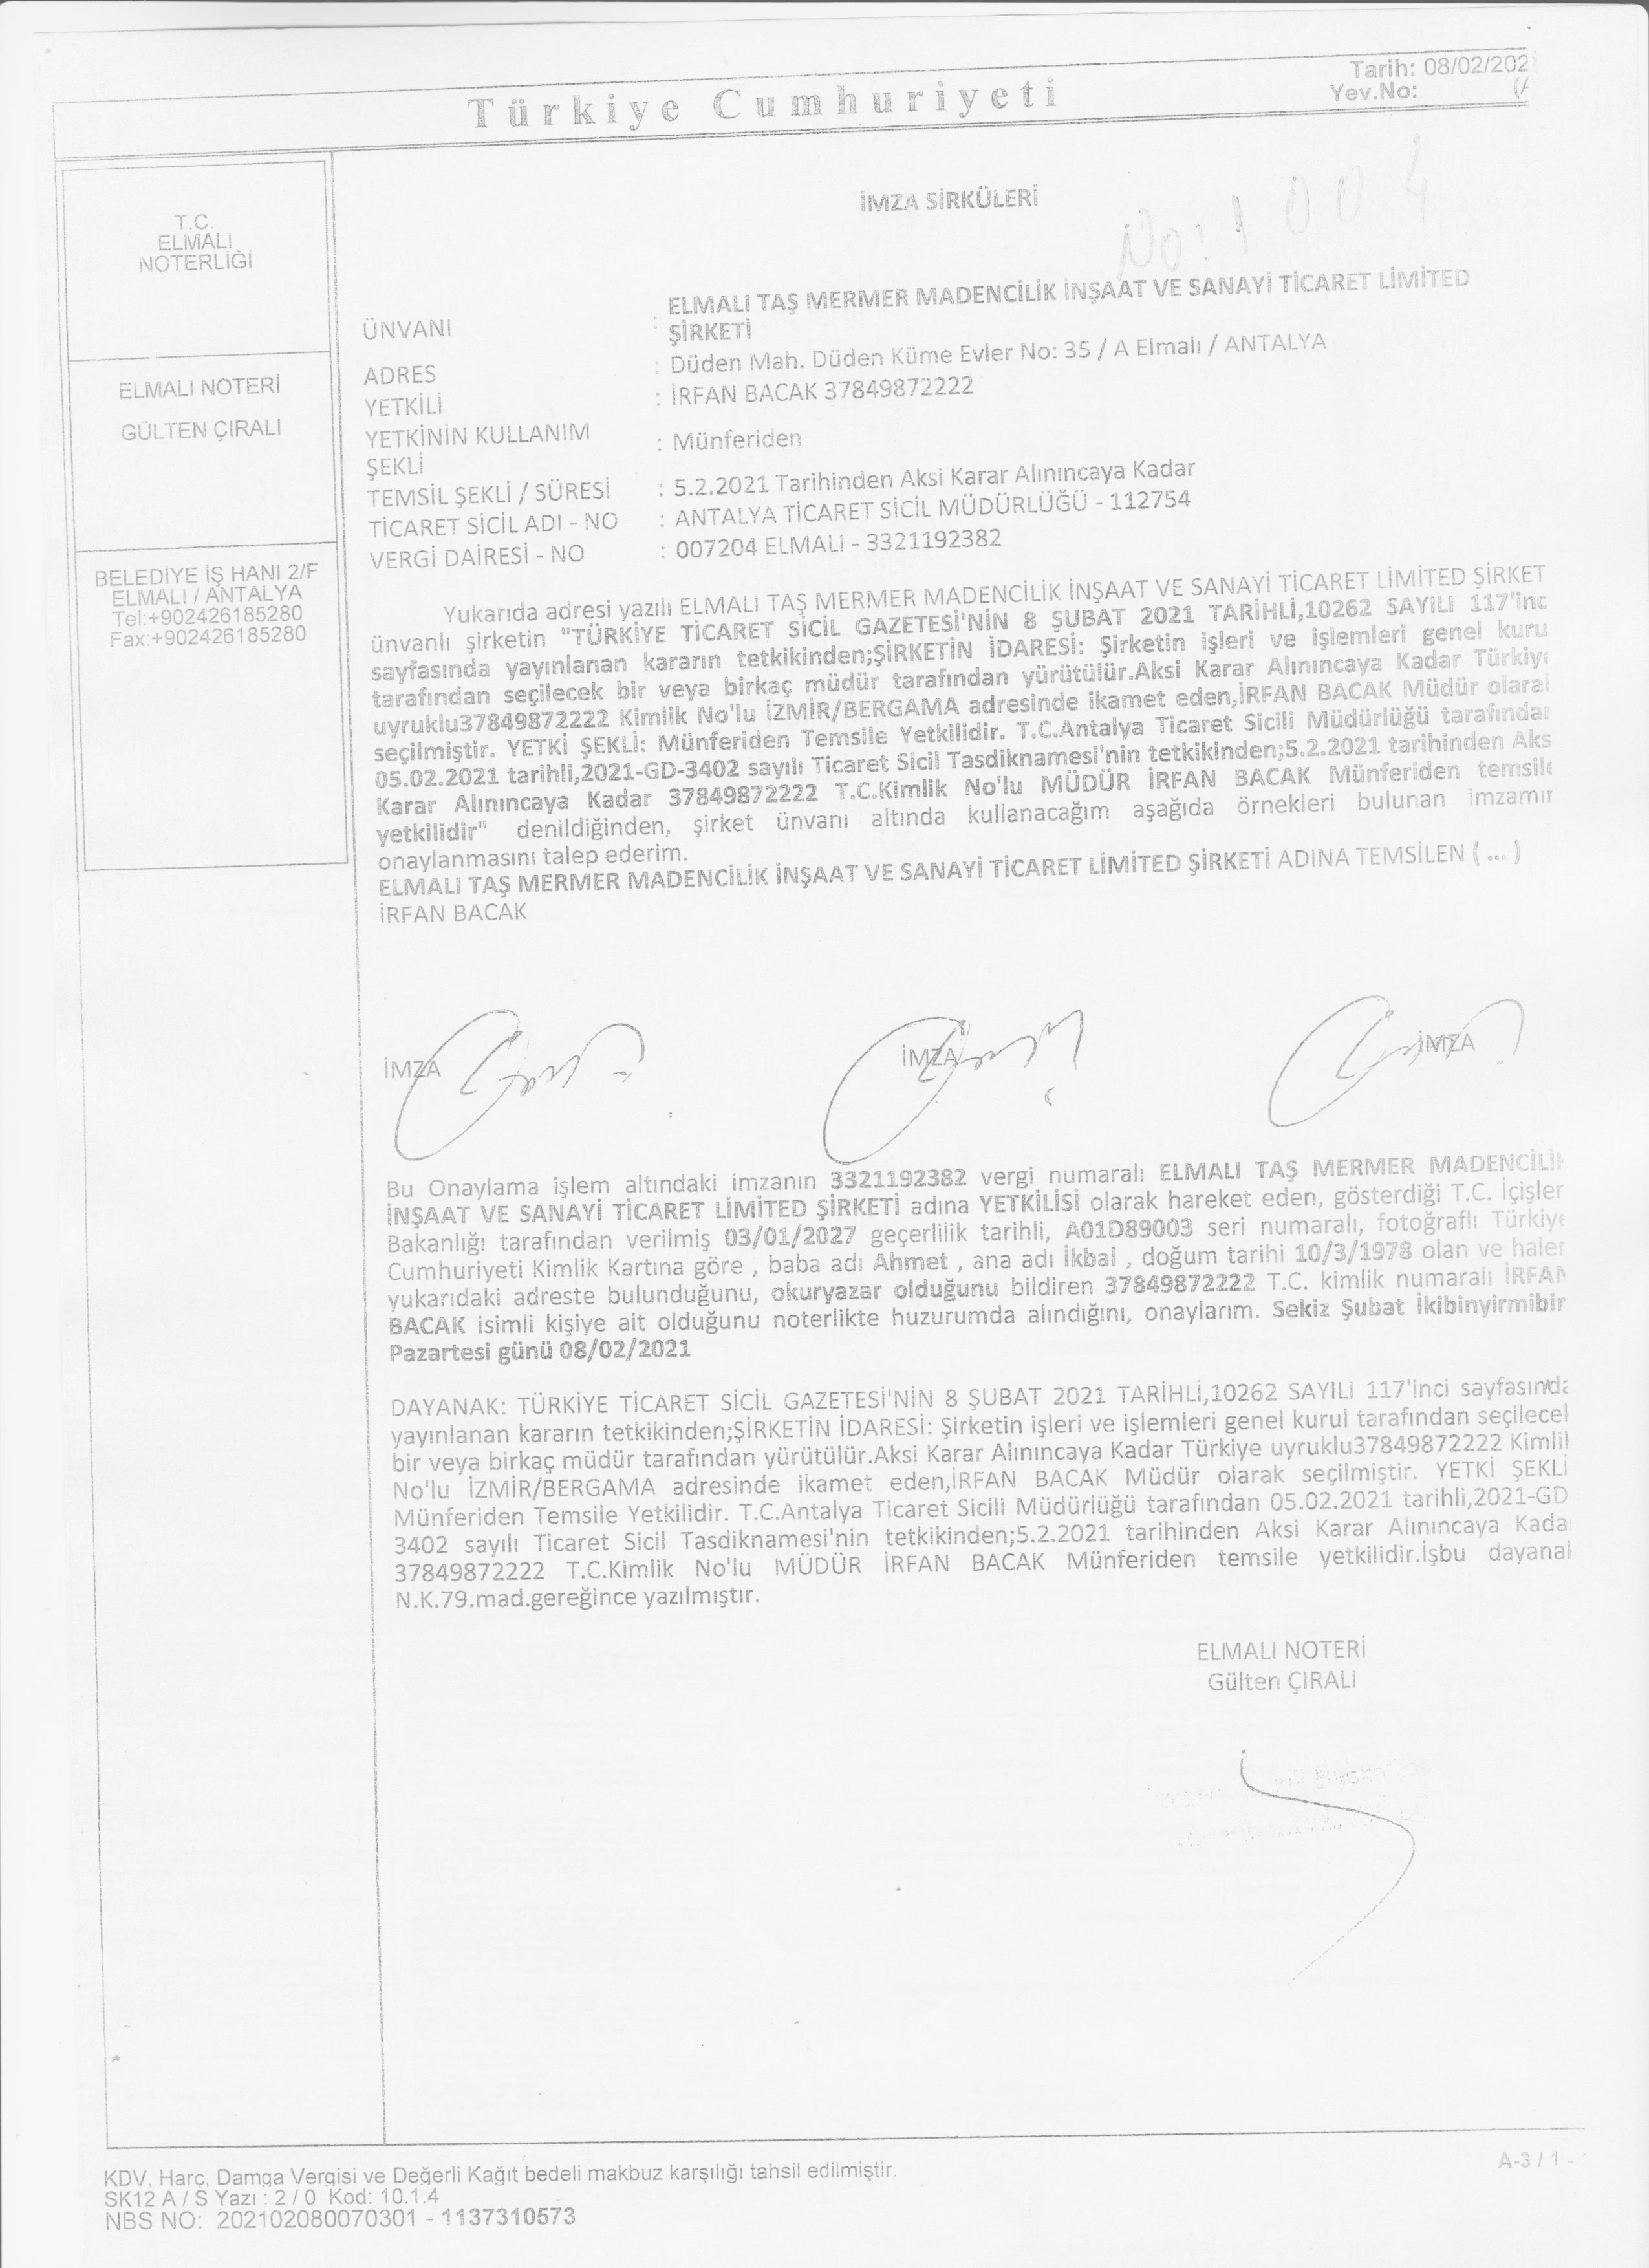 Tarih: 08/02/202
Yev.No: (A
Türkiye Cumhuriyeti
T.C.
ELMALI
NOTERLİĞİ
ELMALI NOTERİ
GÜLTEN ÇIRALI
BELEDİYE İŞ HANI 2/F
ELMALI / ANTALYA
Tel:+902426185280
Fax:+902426185280
İMZA SİRKÜLERİ
No: 1004
ÜNVANI : ELMALI TAŞ MERMER MADENCİLİK İNŞAAT VE SANAYİ TİCARET LİMİTED
ŞİRKETİ
ADRES : Düden Mah. Düden Küme Evler No: 35 / A Elmalı / ANTALYA
YETKİLİ : İRFAN BACAK 37849872222
YETKİNİN KULLANIM
ŞEKLİ : Münferiden
TEMSİL ŞEKLİ / SÜRESİ : 5.2.2021 Tarihinden Aksi Karar Alınıncaya Kadar
TİCARET SİCİL ADI - NO : ANTALYA TİCARET SİCİL MÜDÜRLÜĞÜ - 112754
VERGİ DAİRESİ - NO : 007204 ELMALI - 3321192382
Yukarıda adresi yazılı ELMALI TAŞ MERMER MADENCİLİK İNŞAAT VE SANAYİ TİCARET LİMİTED ŞİRKET
ünvanlı şirketin "TÜRKİYE TİCARET SİCİL GAZETESİ'NİN 8 ŞUBAT 2021 TARİHLİ,10262 SAYILI 117'inc
sayfasında yayınlanan kararın tetkikinden;ŞİRKETİN İDARESİ: Şirketin işleri ve işlemleri genel kuru
tarafından seçilecek bir veya birkaç müdür tarafından yürütülür.Aksi Karar Alınıncaya Kadar Türkiye
uyruklu37849872222 Kimlik No'lu İZMİR/BERGAMA adresinde ikamet eden,İRFAN BACAK Müdür olarak
seçilmiştir. YETKİ ŞEKLİ: Münferiden Temsile Yetkilidir. T.C.Antalya Ticaret Sicili Müdürlüğü tarafından
05.02.2021 tarihli,2021-GD-3402 sayılı Ticaret Sicil Tasdiknamesi'nin tetkikinden;5.2.2021 tarihinden Aks
Karar Alınıncaya Kadar 37849872222 T.C.Kimlik No'lu MÜDÜR İRFAN BACAK Münferiden temsile
yetkilidir" denildiğinden, şirket ünvanı altında kullanacağım aşağıda örnekleri bulunan imzamın
onaylanmasını talep ederim.
ELMALI TAŞ MERMER MADENCİLİK İNŞAAT VE SANAYİ TİCARET LİMİTED ŞİRKETİ ADINA TEMSİLEN ( ... )
İRFAN BACAK
İMZA İMZA İMZA
Bu Onaylama işlem altındaki imzanın 3321192382 vergi numaralı ELMALI TAŞ MERMER MADENCİLİK
İNŞAAT VE SANAYİ TİCARET LİMİTED ŞİRKETİ adına YETKİLİSİ olarak hareket eden, gösterdiği T.C. İçişler
Bakanlığı tarafından verilmiş 03/01/2027 geçerlilik tarihli, A01D89003 seri numaralı, fotoğraflı Türkiye
Cumhuriyeti Kimlik Kartına göre , baba adı Ahmet , ana adı İkbal , doğum tarihi 10/3/1978 olan ve halen
yukarıdaki adreste bulunduğunu, okuryazar olduğunu bildiren 37849872222 T.C. kimlik numaralı İRFAN
BACAK isimli kişiye ait olduğunu noterlikte huzurumda alındığını, onaylarım. Sekiz Şubat İkibinyirmibir
Pazartesi günü 08/02/2021
DAYANAK: TÜRKİYE TİCARET SİCİL GAZETESİ'NİN 8 ŞUBAT 2021 TARİHLİ,10262 SAYILI 117'inci sayfasında
yayınlanan kararın tetkikinden;ŞİRKETİN İDARESİ: Şirketin işleri ve işlemleri genel kurul tarafından seçilecek
bir veya birkaç müdür tarafından yürütülür.Aksi Karar Alınıncaya Kadar Türkiye uyruklu37849872222 Kimlik
No'lu İZMİR/BERGAMA adresinde ikamet eden,İRFAN BACAK Müdür olarak seçilmiştir. YETKİ ŞEKLİ
Münferiden Temsile Yetkilidir. T.C.Antalya Ticaret Sicili Müdürlüğü tarafından 05.02.2021 tarihli,2021-GD
3402 sayılı Ticaret Sicil Tasdiknamesi'nin tetkikinden;5.2.2021 tarihinden Aksi Karar Alınıncaya Kada
37849872222 T.C.Kimlik No'lu MÜDÜR İRFAN BACAK Münferiden temsile yetkilidir.İşbu dayanak
N.K.79.mad.gereğince yazılmıştır.
ELMALI NOTERİ
Gülten ÇIRALI
KDV, Harç, Damga Vergisi ve Değerli Kağıt bedeli makbuz karşılığı tahsil edilmiştir.
SK12 A / S Yazı : 2 / 0 Kod: 10.1.4
NBS NO: 202102080070301 - 1137310573
A-3 / 1 -